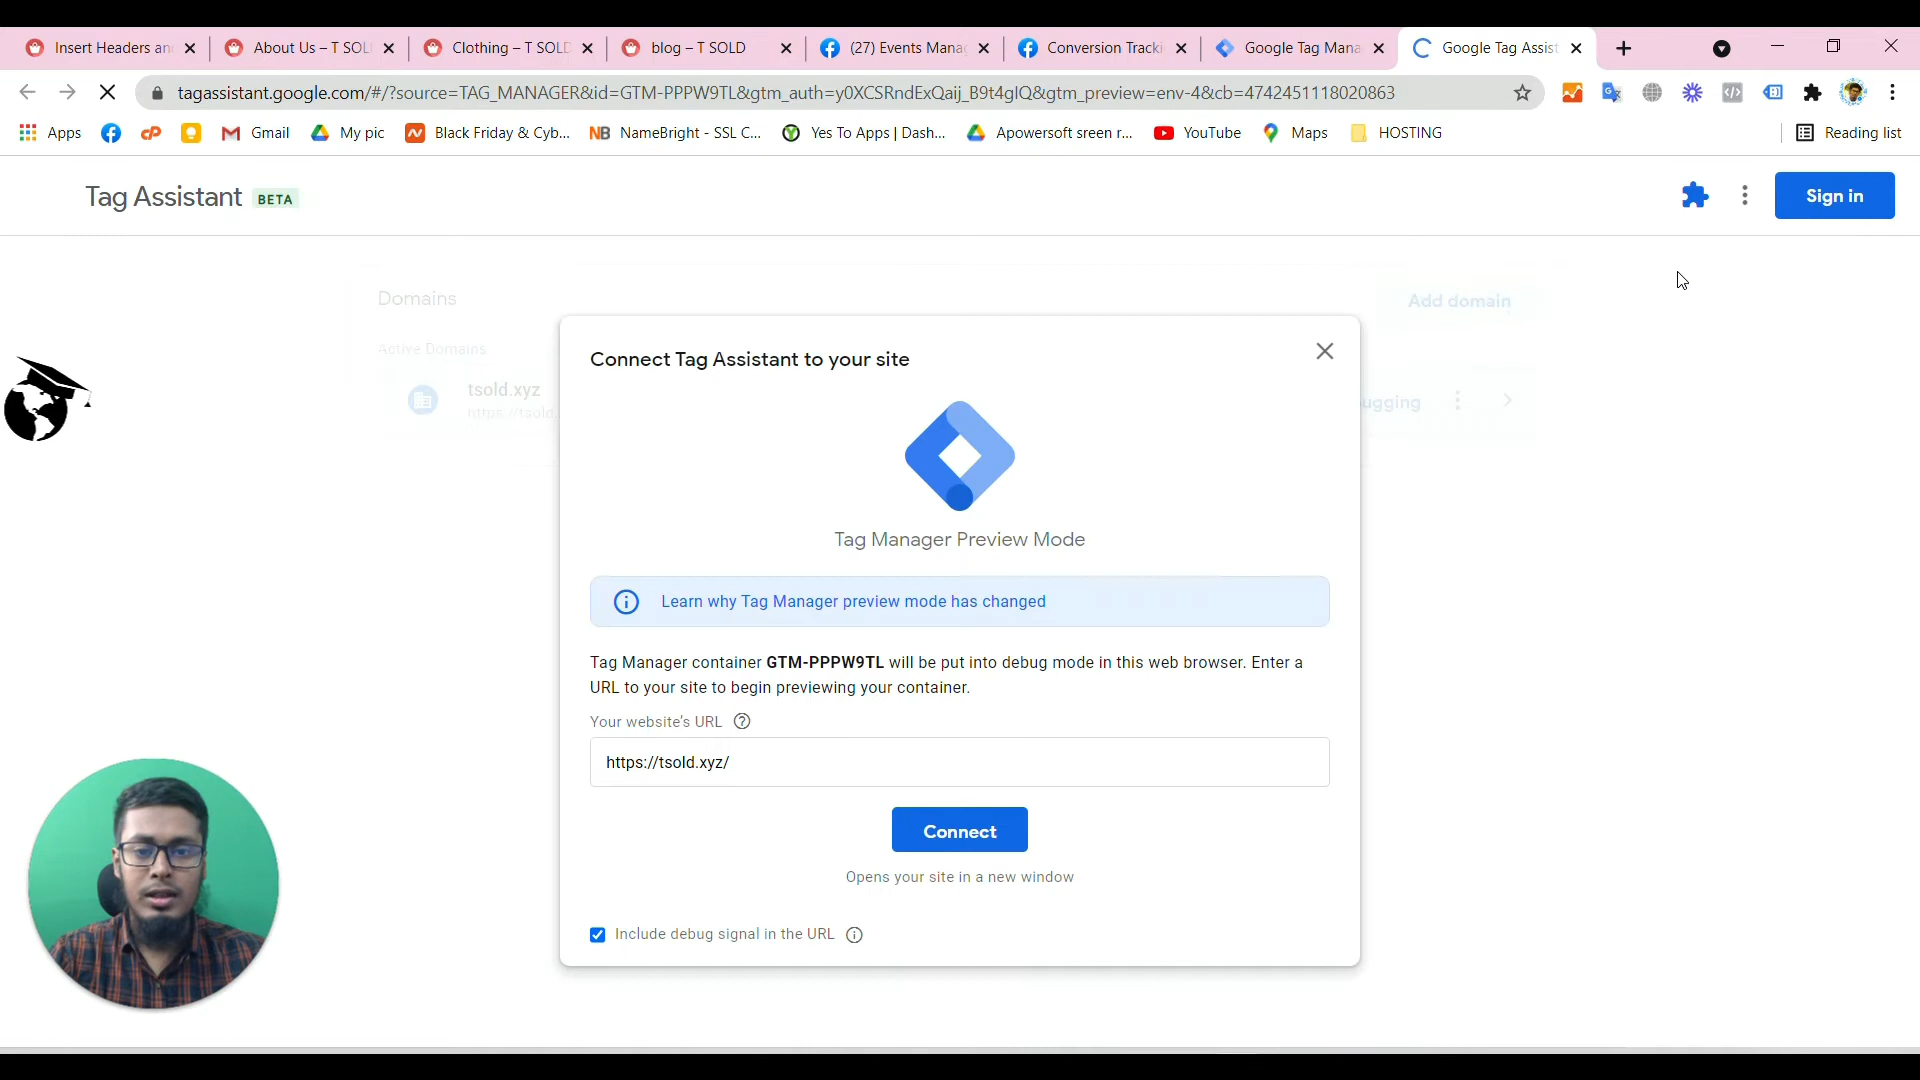 Insert Headers an
About Us – T SOL
Clothing – T SOLD
blog – T SOLD
(27) Events Manag
Conversion Tracki
Google Tag Mana
Google Tag Assist
tagassistant.google.com/#/?source=TAG_MANAGER&id=GTM-PPPW9TL&gtm_auth=y0XCSRndExQaij_B9t4gIQ&gtm_preview=env-4&cb=4742451118020863
Apps
Gmail
My pic
Black Friday & Cyb...
NameBright - SSL C...
Yes To Apps | Dash...
Apowersoft sreen r...
YouTube
Maps
HOSTING
Reading list
Tag Assistant BETA
Sign in
Domains
Add domain
Active Domains
tsold.xyz
https://tsold.
ugging
Connect Tag Assistant to your site
Tag Manager Preview Mode
Learn why Tag Manager preview mode has changed
Tag Manager container GTM-PPPW9TL will be put into debug mode in this web browser. Enter a
URL to your site to begin previewing your container.
Your website's URL
https://tsold.xyz/
Connect
Opens your site in a new window
Include debug signal in the URL